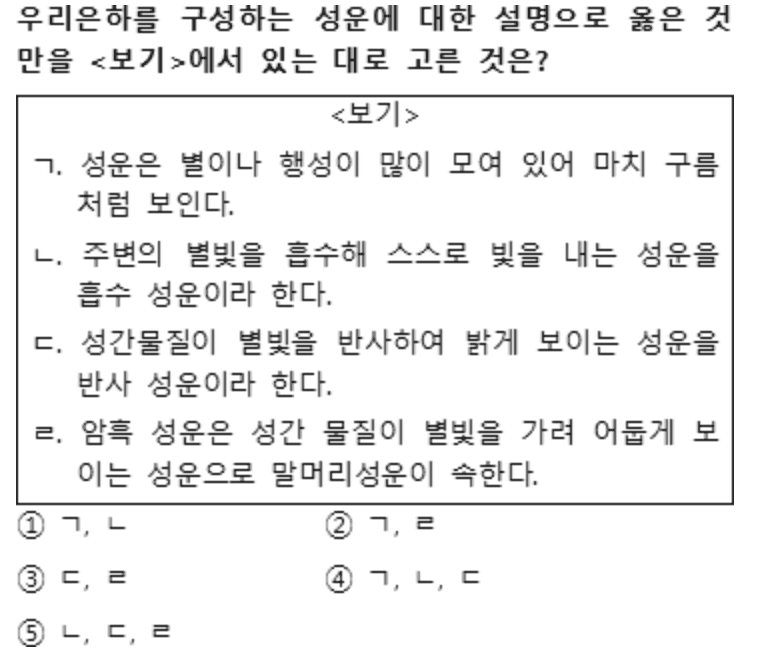 우리은하를 구성하는 성운에 대한 설명으로 옳은 것
만을 <보기>에서 있는 대로 고른 것은?
<보기>
ㄱ. 성운은 별이나 행성이 많이 모여 있어 마치 구름
처럼 보인다.
ㄴ. 주변의 별빛을 흡수해 스스로 빛을 내는 성운을
흡수 성운이라 한다.
ㄷ. 성간물질이 별빛을 반사하여 밝게 보이는 성운을
반사 성운이라 한다.
ㄹ. 암흑 성운은 성간 물질이 별빛을 가려 어둡게 보
이는 성운으로 말머리성운이 속한다.
① ㄱ, ㄴ ② ㄱ, ㄹ
③ ㄷ, ㄹ ④ ㄱ, ㄴ, ㄷ
⑤ ㄴ, ㄷ, ㄹ